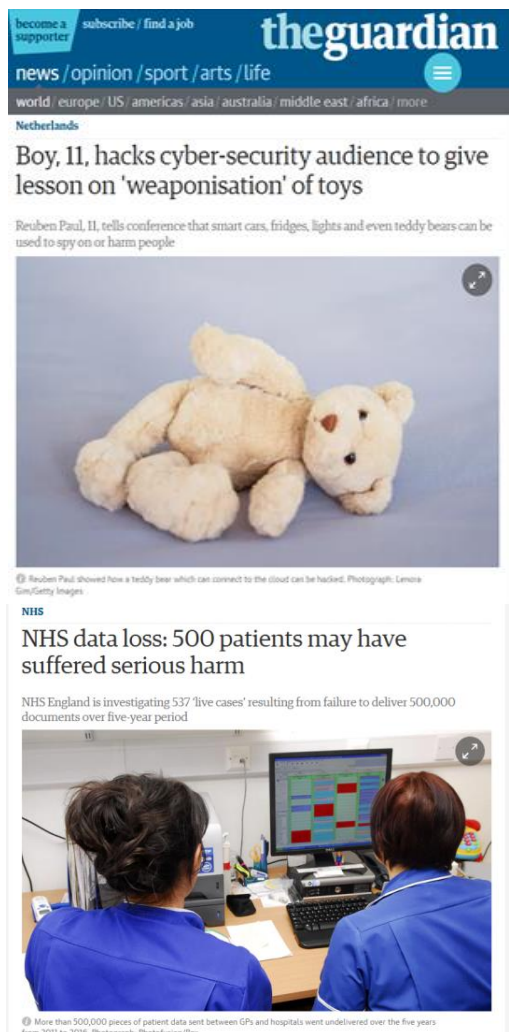 become a
supporter
subscribe / find a job
theguardian
news / opinion / sport / arts / life
world / europe / US / americas / asia / australia / middle east / africa / more
Netherlands
Boy, 11, hacks cyber-security audience to give
lesson on 'weaponisation' of toys
Reuben Paul, 11, tells conference that smart cars, fridges, lights and even teddy bears can be
used to spy on or harm people
Reuben Paul showed how a teddy bear which can connect to the cloud can be hacked. Photograph: Lenora
Gim/Getty Images
NHS
NHS data loss: 500 patients may have
suffered serious harm
NHS England is investigating 537 'live cases' resulting from failure to deliver 500,000
documents over five-year period
More than 500,000 pieces of patient data sent between GPs and hospitals went undelivered over the five years
from 2011 to 2016. Photograph: